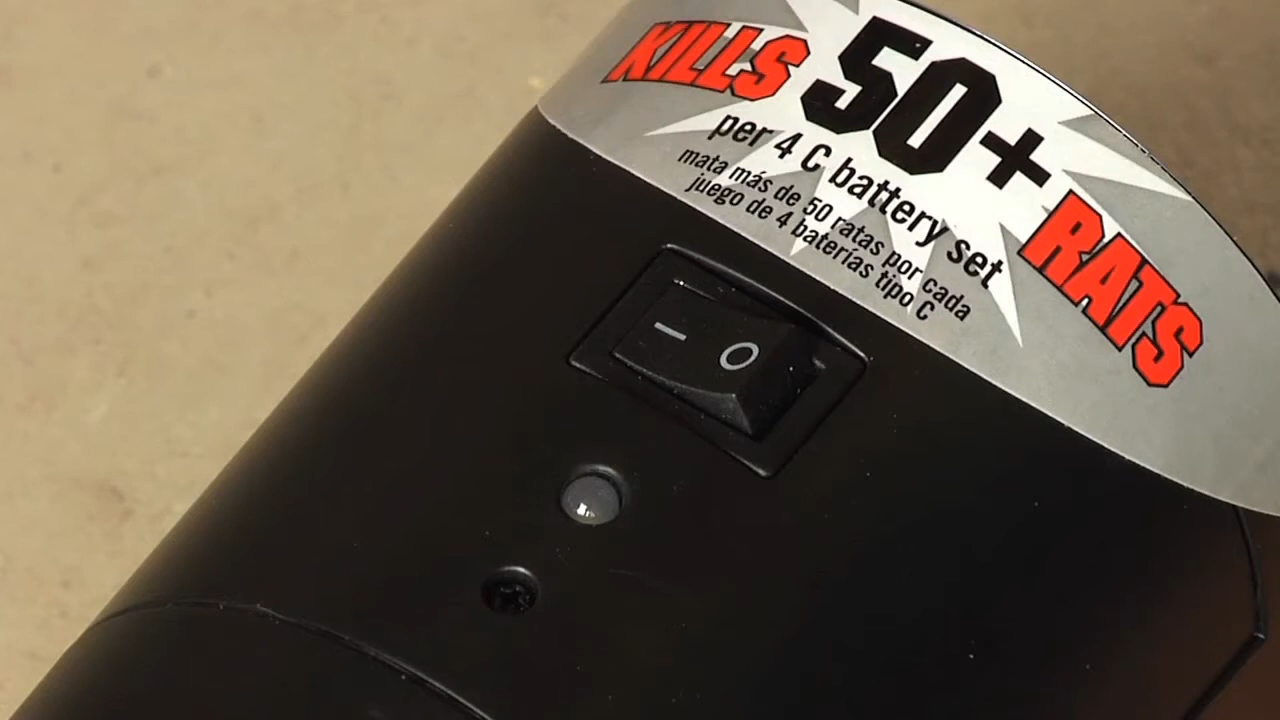 KILLS 50+ RATS
per 4 C battery set
mata más de 50 ratas por cada
juego de 4 baterías tipo C
— O